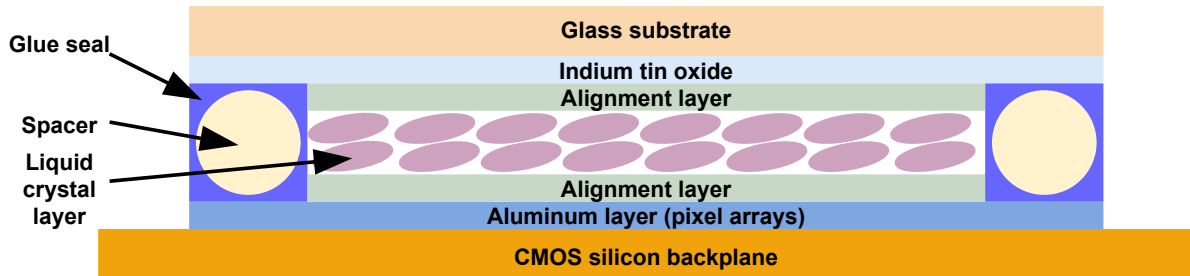 Glass substrate
Glue seal
Indium tin oxide
Alignment layer
Spacer
Liquid
crystal
layer
Alignment layer
Aluminum layer (pixel arrays)
CMOS silicon backplane